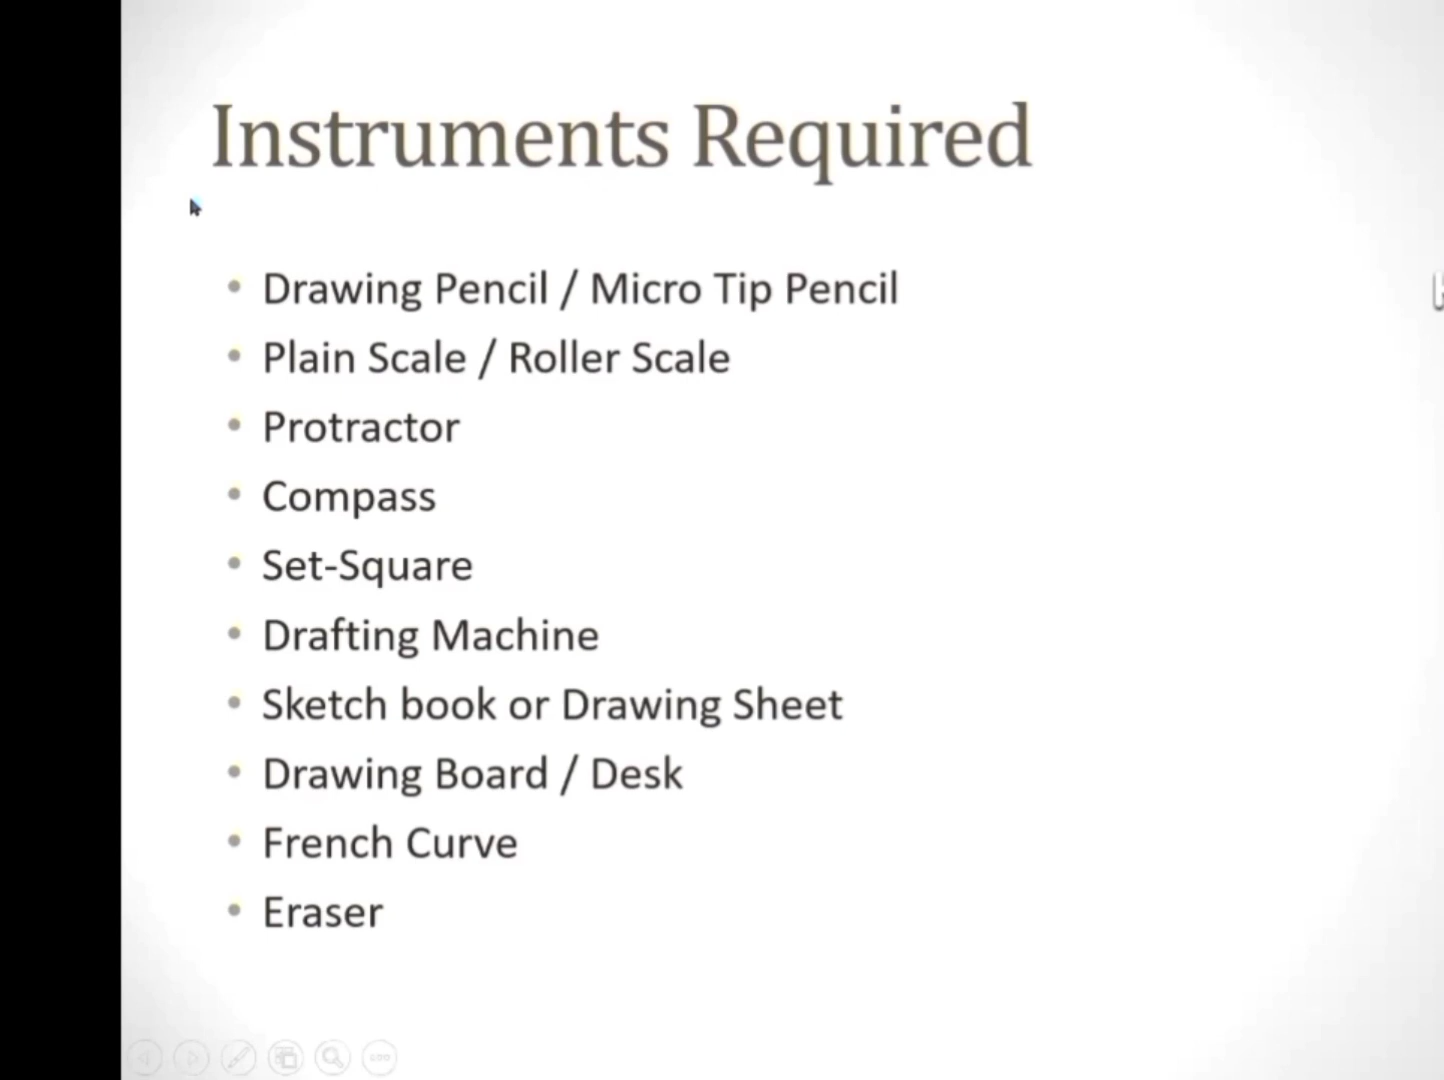 Instruments Required
• Drawing Pencil / Micro Tip Pencil
• Plain Scale / Roller Scale
• Protractor
• Compass
• Set-Square
• Drafting Machine
• Sketch book or Drawing Sheet
• Drawing Board / Desk
• French Curve
• Eraser